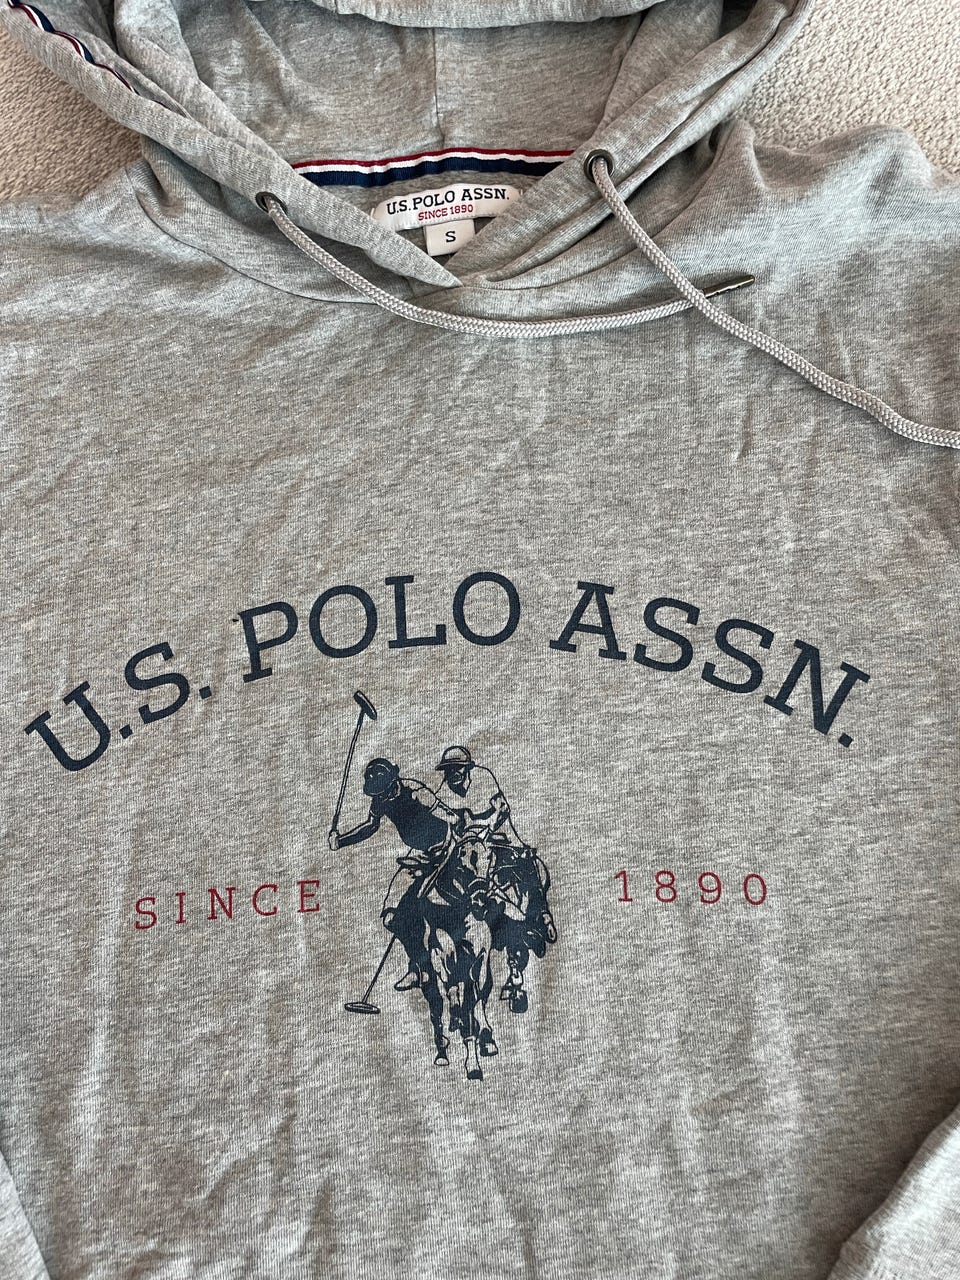 U.S. POLO ASSN.
SINCE 1890
S
U.S. POLO ASSN.
SINCE 1890